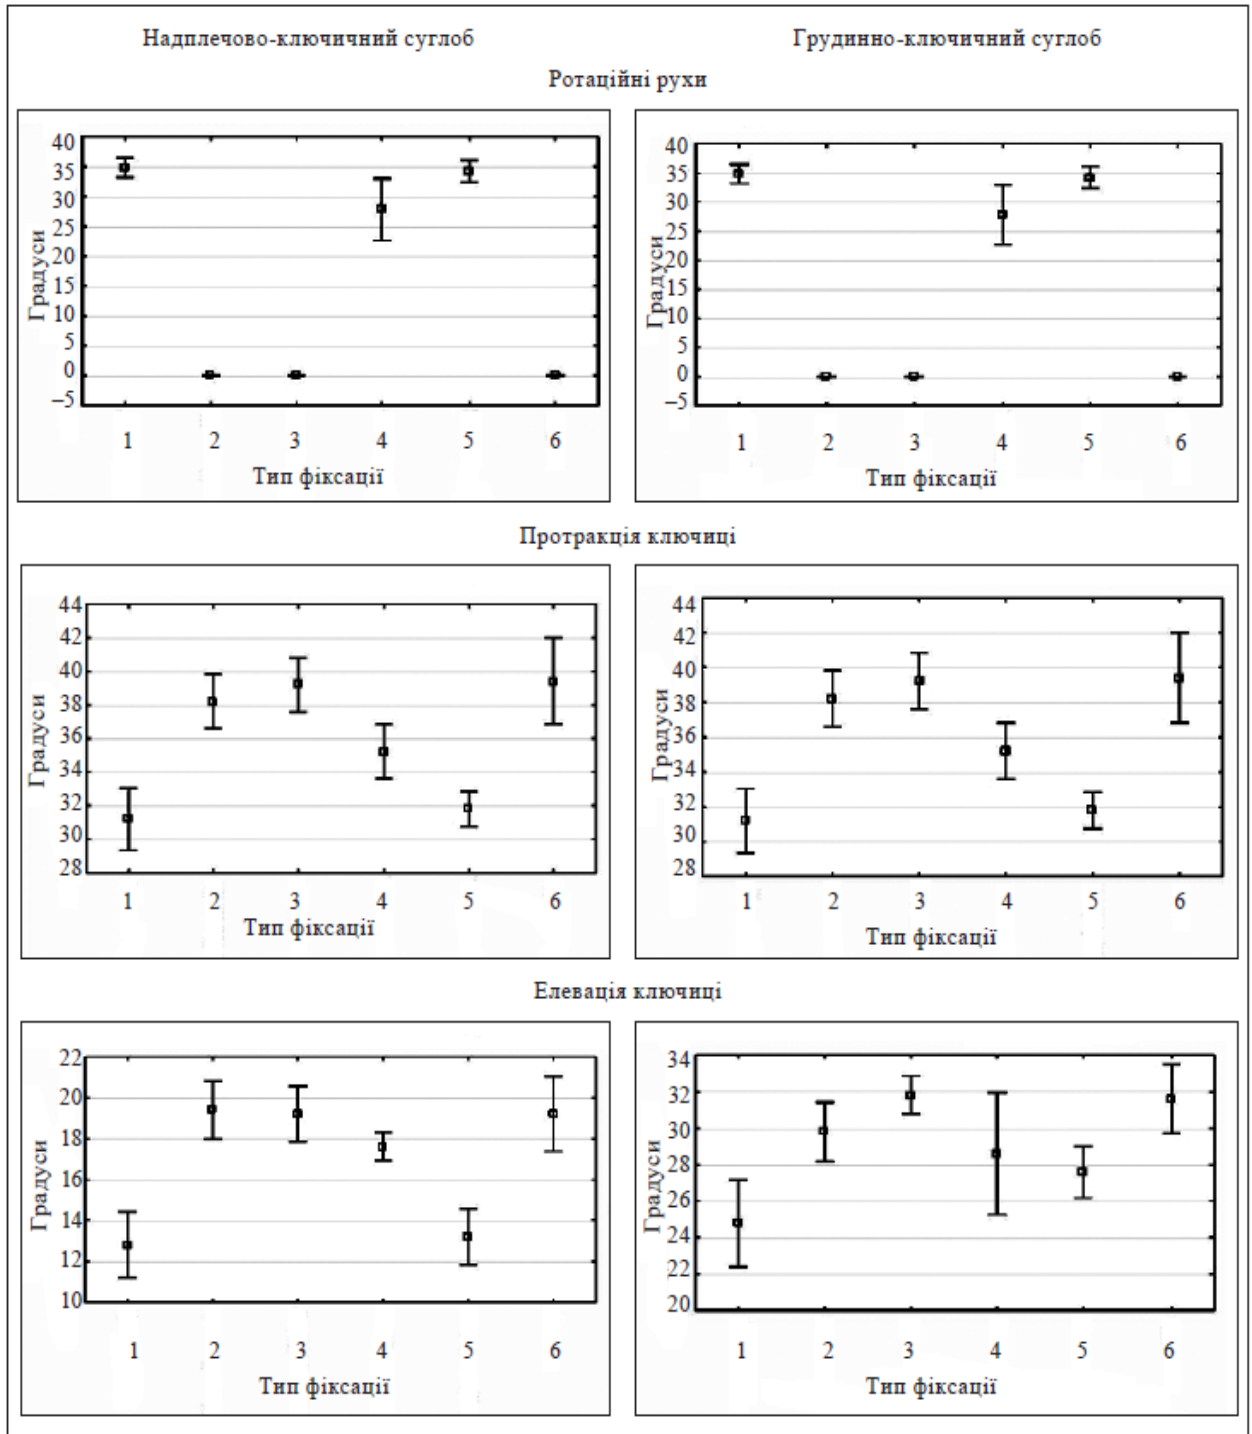 Надплечово-ключичний суглоб
Грудинно-ключичний суглоб
Ротаційні рухи
40
35
30
25
20
15
10
5
0
–5
Градуси
1 2 3 4 5 6
Тип фіксації
40
35
30
25
20
15
10
5
0
–5
Градуси
1 2 3 4 5 6
Тип фіксації
Протракція ключиці
44
42
40
38
36
34
32
30
28
Градуси
1 2 3 4 5 6
Тип фіксації
44
42
40
38
36
34
32
30
28
Градуси
1 2 3 4 5 6
Тип фіксації
Елевація ключиці
22
20
18
16
14
12
10
Градуси
1 2 3 4 5 6
Тип фіксації
34
32
30
28
26
24
22
20
Градуси
1 2 3 4 5 6
Тип фіксації